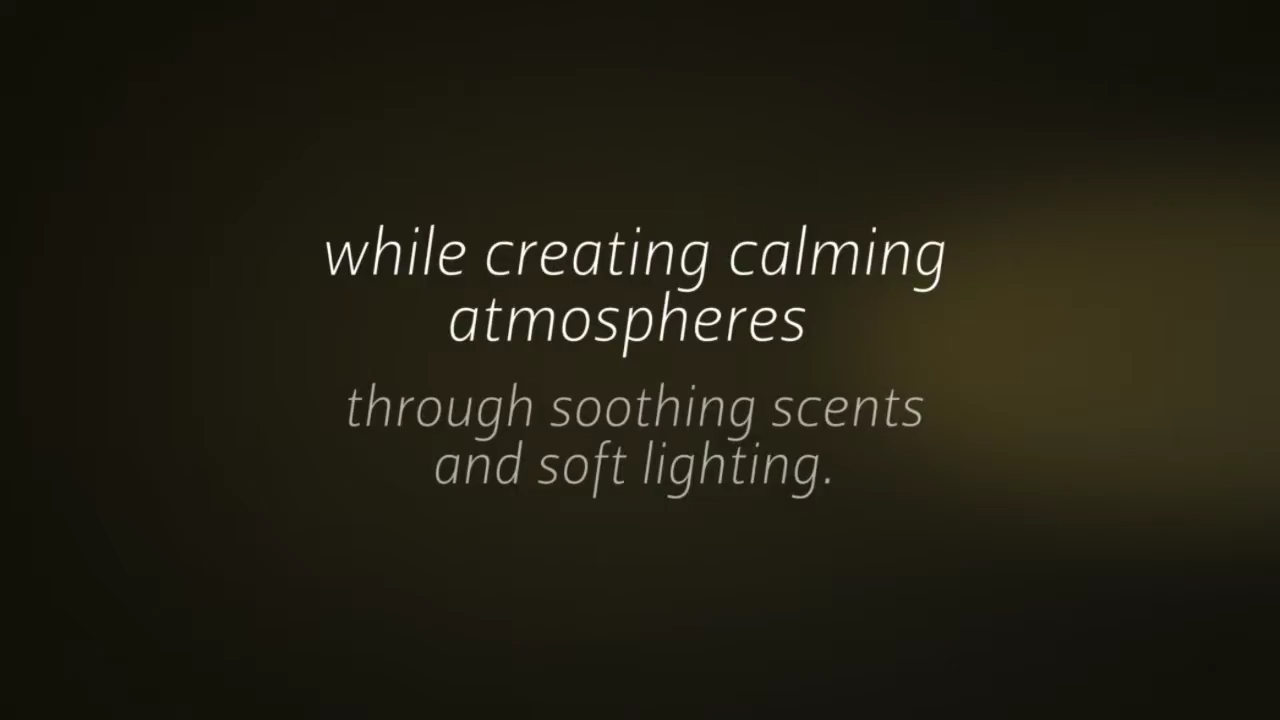 while creating calming
atmospheres
through soothing scents
and soft lighting.